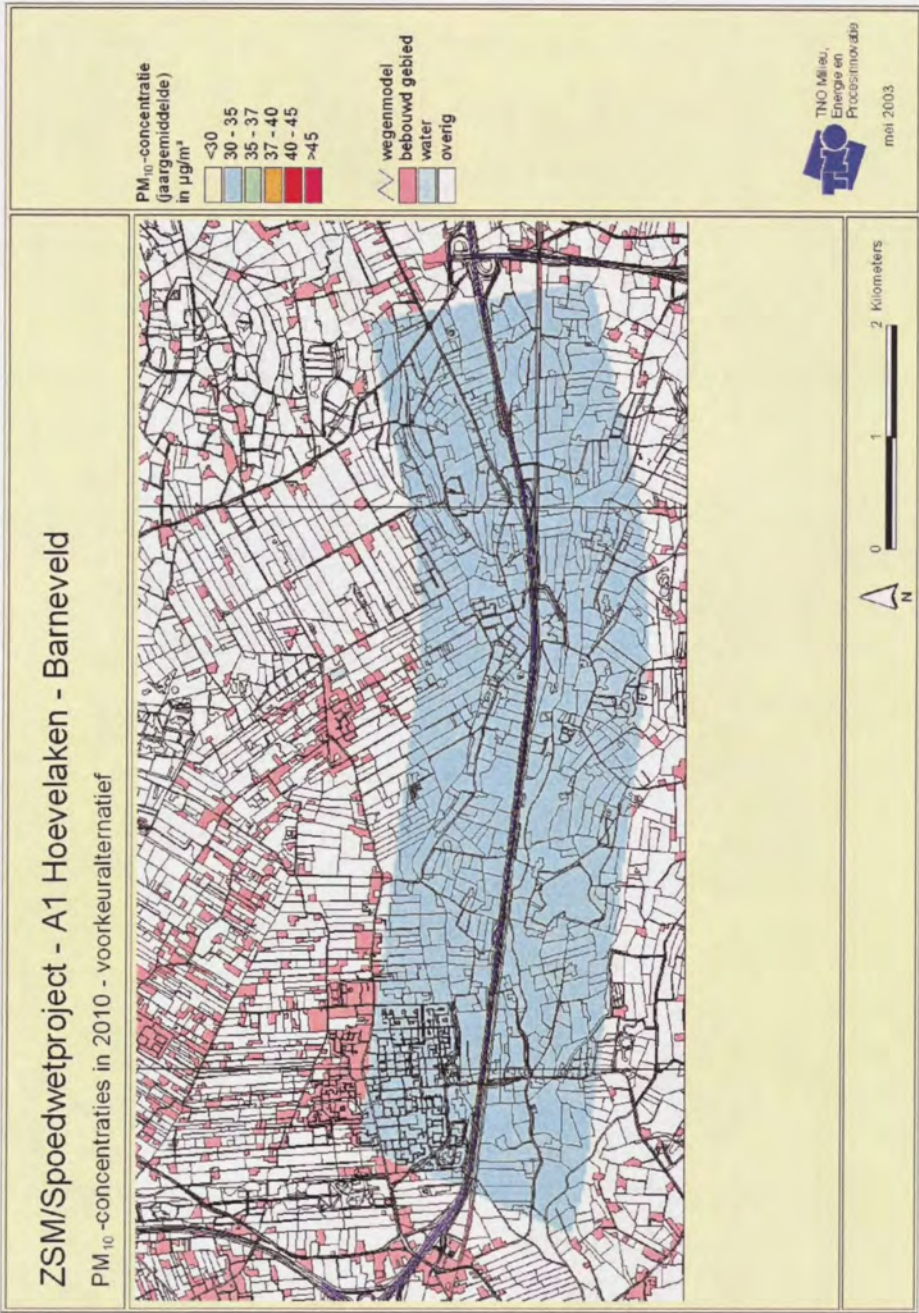 ZSM/Spoedwetproject - A1 Hoevelaken - Barneveld
PM₁₀ -concentraties in 2010 - voorkeuralternatief
PM₁₀-concentratie
(jaargemiddelde)
in µg/m³
<30
30 - 35
35 - 37
37 - 40
40 - 45
>45
wegenmodel
bebouwd gebied
water
overig
TNO
TNO Milieu,
Energie en
Procesinnovatie
mei 2003
N
0 1 2 Kilometers